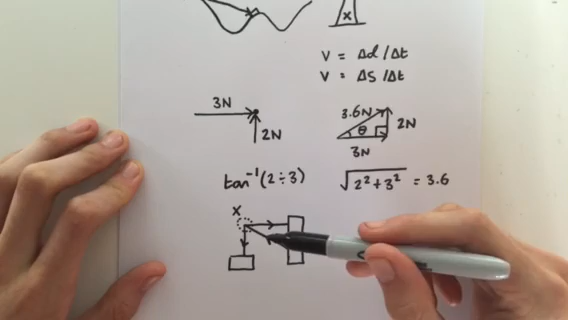 x
V = Δd/Δt
V = Δs/Δt
3N
2N
3.6N
θ
2N
3N
tan⁻¹(2÷3)
√2²+3² = 3.6
x